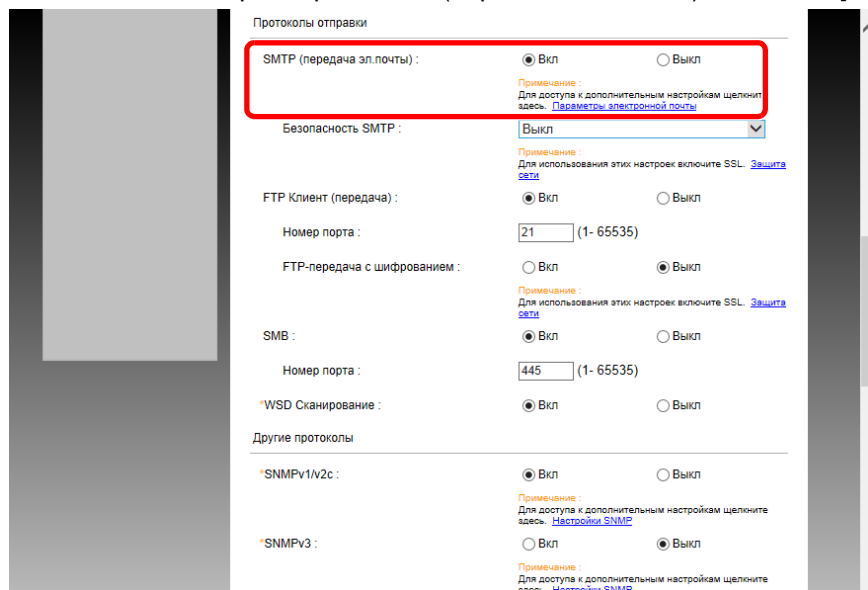 Протоколы отправки
SMTP (передача эл.почты) : Вкл Выкл
Примечание :
Для доступа к дополнительным настройкам щелкнит
здесь. Параметры электронной почты
Безопасность SMTP : Выкл
Примечание :
Для использования этих настроек включите SSL. Защита
сети
FTP Клиент (передача) : Вкл Выкл
Номер порта : 21 (1- 65535)
FTP-передача с шифрованием : Вкл Выкл
Примечание :
Для использования этих настроек включите SSL. Защита
сети
SMB : Вкл Выкл
Номер порта : 445 (1- 65535)
*WSD Сканирование : Вкл Выкл
Другие протоколы
*SNMPv1/v2c : Вкл Выкл
Примечание :
Для доступа к дополнительным настройкам щелкните
здесь. Настройки SNMP
*SNMPv3 : Вкл Выкл
Примечание :
Для доступа к дополнительным настройкам щелкните
здесь. Настройки SNMP